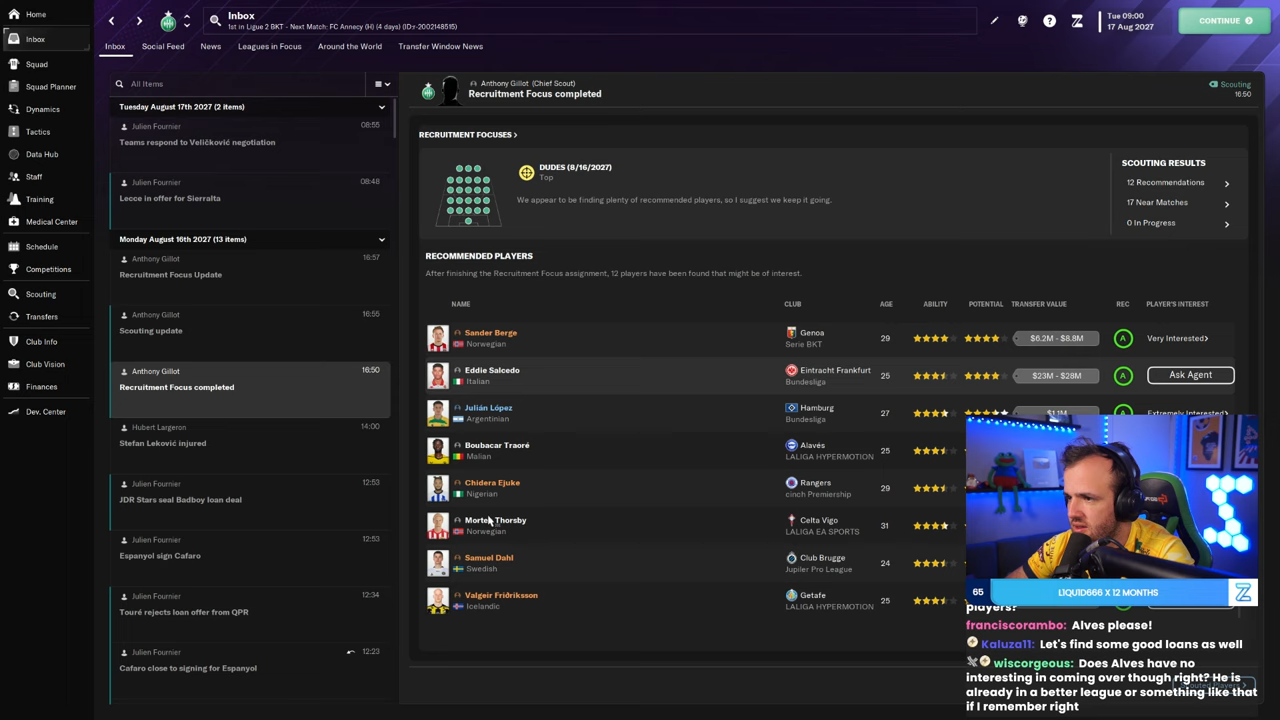 Home
Inbox
Squad
Squad Planner
Dynamics
Tactics
Data Hub
Staff
Training
Medical Center
Schedule
Competitions
Scouting
Transfers
Club Info
Club Vision
Finances
Dev. Center
Inbox
1st in Ligue 2 BKT - Next Match: FC Annecy (H) (4 days) (ID:r-2002148515)
Tue 09:00
17 Aug 2027
CONTINUE
Inbox Social Feed News Leagues in Focus Around the World Transfer Window News
All Items
Tuesday August 17th 2027 (2 items)
Julien Fournier 08:55
Teams respond to Veličković negotiation
Julien Fournier 08:48
Lecce in offer for Sierralta
Monday August 16th 2027 (13 items)
Anthony Gillot 16:57
Recruitment Focus Update
Anthony Gillot 16:55
Scouting update
Anthony Gillot 16:50
Recruitment Focus completed
Hubert Largeron 14:00
Stefan Leković injured
Julien Fournier 12:53
JDR Stars seal Badboy loan deal
Julien Fournier 12:53
Espanyol sign Cafaro
Julien Fournier 12:34
Touré rejects loan offer from QPR
Julien Fournier 12:23
Cafaro close to signing for Espanyol
Anthony Gillot (Chief Scout)
Recruitment Focus completed
Scouting
16:50
RECRUITMENT FOCUSES
DUDES (8/16/2027)
Top
We appear to be finding plenty of recommended players, so I suggest we keep it going.
SCOUTING RESULTS
12 Recommendations
17 Near Matches
0 In Progress
RECOMMENDED PLAYERS
After finishing the Recruitment Focus assignment, 12 players have been found that might be of interest.
NAME CLUB AGE ABILITY POTENTIAL TRANSFER VALUE REC PLAYER'S INTEREST
Sander Berge Genoa 29 $6.2M - $8.8M A Very Interested
Norwegian Serie BKT
Eddie Salcedo Eintracht Frankfurt 25 $23M - $28M A Ask Agent
Italian Bundesliga
Julián López Hamburg 27 $1.1M A Extremely Interested
Argentinian Bundesliga
Boubacar Traoré Alavés 25
Malian LALIGA HYPERMOTION
Chidera Ejuke Rangers 29
Nigerian cinch Premiership
Morten Thorsby Celta Vigo 31
Norwegian LALIGA EA SPORTS
Samuel Dahl Club Brugge 24
Swedish Jupiler Pro League
Valgeir Friðriksson Getafe 25
Icelandic LALIGA HYPERMOTION
65 L1QU1D666 X 12 MONTHS
players?
franciscorambo: Alves please!
Kaluza11: Let's find some good loans as well
wiscorgeous: Does Alves have no
interesting in coming over though right? He is
already in a better league or something like that
if I remember right